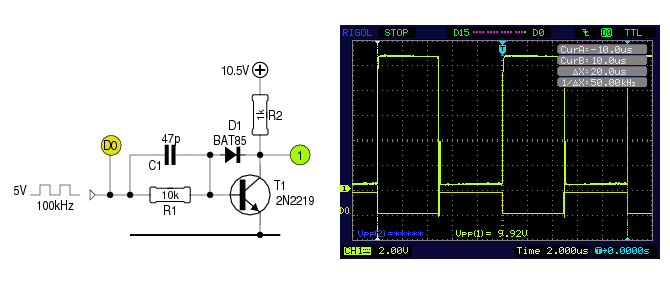 10.5V
1k
R2
D1
BAT85
47p
C1
D0
1
5V
100kHz
10k
R1
T1
2N2219
RIGOL STOP D15 D0 D0 TTL
T
CurA:-10.0us
CurB: 10.0us
ΔX: 20.0us
1/ΔX: 50.00kHz
1
D0
Vpp(2)=***** Vpp(1)= 9.92V
CH1 2.00V Time 2.000us T→0.0000s